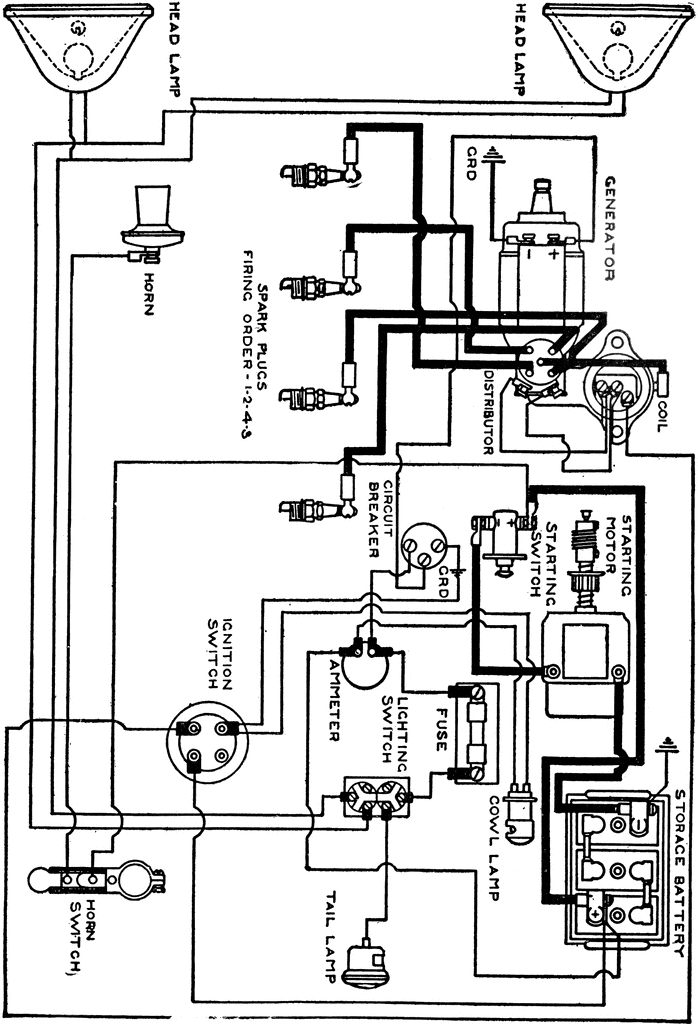 HEAD LAMP
HEAD LAMP
GRD
GENERATOR
HORN
SPARK PLUGS
FIRING ORDER-1-2-4-3
- +
DISTRIBUTOR
COIL
CIRCUIT
BREAKER
GRD
- +
STARTING
SWITCH
STARTING
MOTOR
IGNITION
SWITCH
AMMETER
LIGHTING
SWITCH
FUSE
COWL LAMP
STORAGE BATTERY
-
+
HORN
SWITCH
TAIL LAMP